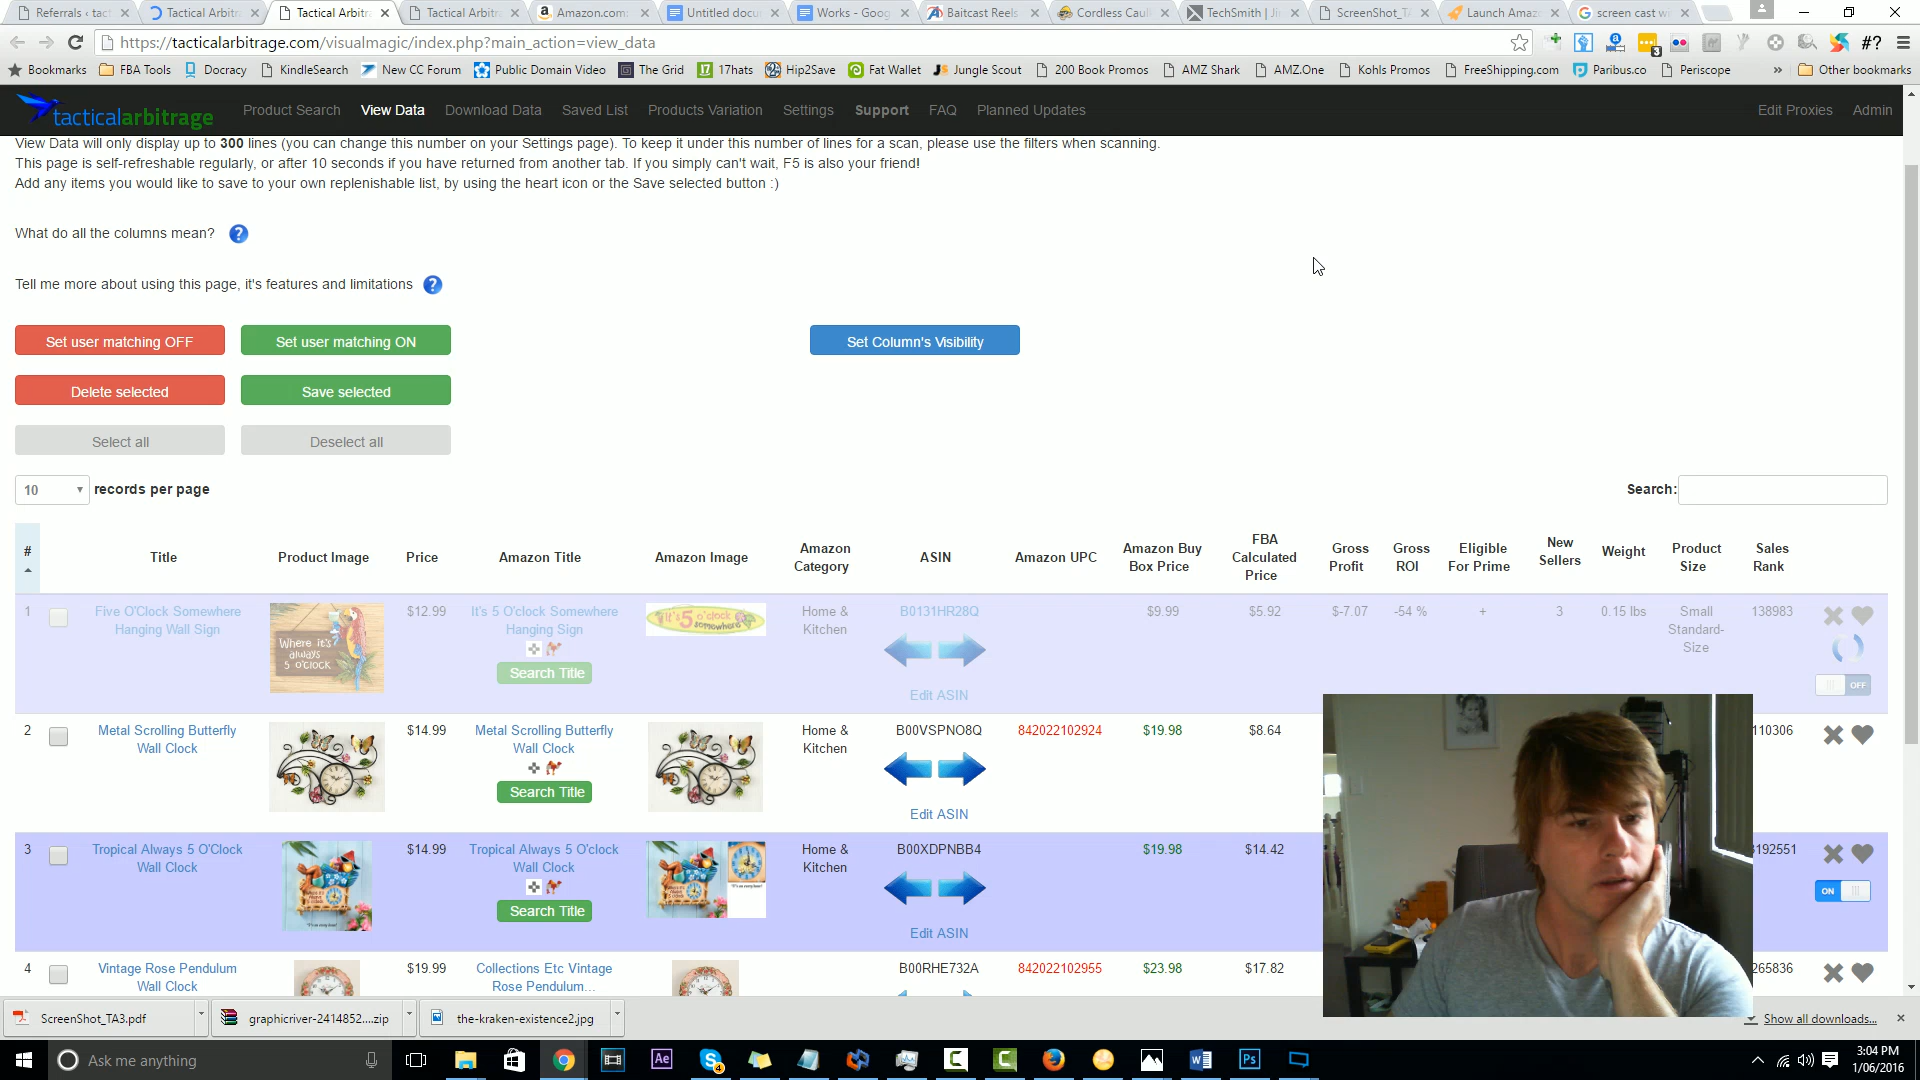 Referrals ‹ tact
Tactical Arbitra
Tactical Arbitra
Tactical Arbitra
Amazon.com:
Untitled docu
Works - Goog
Baitcast Reels
Cordless Caul
TechSmith | Ji
ScreenShot_T
Launch Amaz
screen cast w
https://tacticalarbitrage.com/visualmagic/index.php?main_action=view_data
Bookmarks FBA Tools Docracy KindleSearch New CC Forum Public Domain Video The Grid 17hats Hip2Save Fat Wallet Jungle Scout 200 Book Promos AMZ Shark AMZ.One Kohls Promos FreeShipping.com Paribus.co Periscope » Other bookmarks
tacticalarbitrage Product Search View Data Download Data Saved List Products Variation Settings Support FAQ Planned Updates Edit Proxies Admin
View Data will only display up to 300 lines (you can change this number on your Settings page). To keep it under this number of lines for a scan, please use the filters when scanning.
This page is self-refreshable regularly, or after 10 seconds if you have returned from another tab. If you simply can't wait, F5 is also your friend!
Add any items you would like to save to your own replenishable list, by using the heart icon or the Save selected button :)
What do all the columns mean? ?
Tell me more about using this page, it's features and limitations ?
Set user matching OFF Set user matching ON Set Column's Visibility
Delete selected Save selected
Select all Deselect all
10 records per page Search:
# Title Product Image Price Amazon Title Amazon Image Amazon Category ASIN Amazon UPC Amazon Buy Box Price FBA Calculated Price Gross Profit Gross ROI Eligible For Prime New Sellers Weight Product Size Sales Rank
1 Five O'Clock Somewhere Hanging Wall Sign $12.99 It's 5 O'clock Somewhere Hanging Sign Home & Kitchen B0131HR28Q $9.99 $5.92 $-7.07 -54 % + 3 0.15 lbs Small Standard-Size 138983
Where it's always 5 o'clock
it's 5 o'clock somewhere
Search Title
Edit ASIN
OFF
2 Metal Scrolling Butterfly Wall Clock $14.99 Metal Scrolling Butterfly Wall Clock Home & Kitchen B00VSPNO8Q 842022102924 $19.98 $8.64 110306
Search Title
Edit ASIN
3 Tropical Always 5 O'Clock Wall Clock $14.99 Tropical Always 5 O'clock Wall Clock Home & Kitchen B00XDPNBB4 $19.98 $14.42 192551
ON
Search Title
Edit ASIN
4 Vintage Rose Pendulum Wall Clock $19.99 Collections Etc Vintage Rose Pendulum... B00RHE732A 842022102955 $23.98 $17.82 265836
ScreenShot_TA3.pdf graphicriver-2414852....zip the-kraken-existence2.jpg Show all downloads...
Ask me anything
3:04 PM
1/06/2016